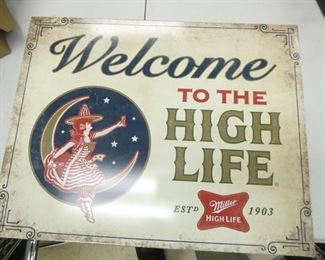 Welcome
TO THE
HIGH
LIFE
ESTD 1903
Miller
HIGH LIFE